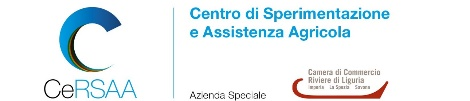 Centro di Sperimentazione
e Assistenza Agricola
CeRSAA
Azienda Speciale
Camera di Commercio
Riviere di Liguria
Imperia La Spezia Savona